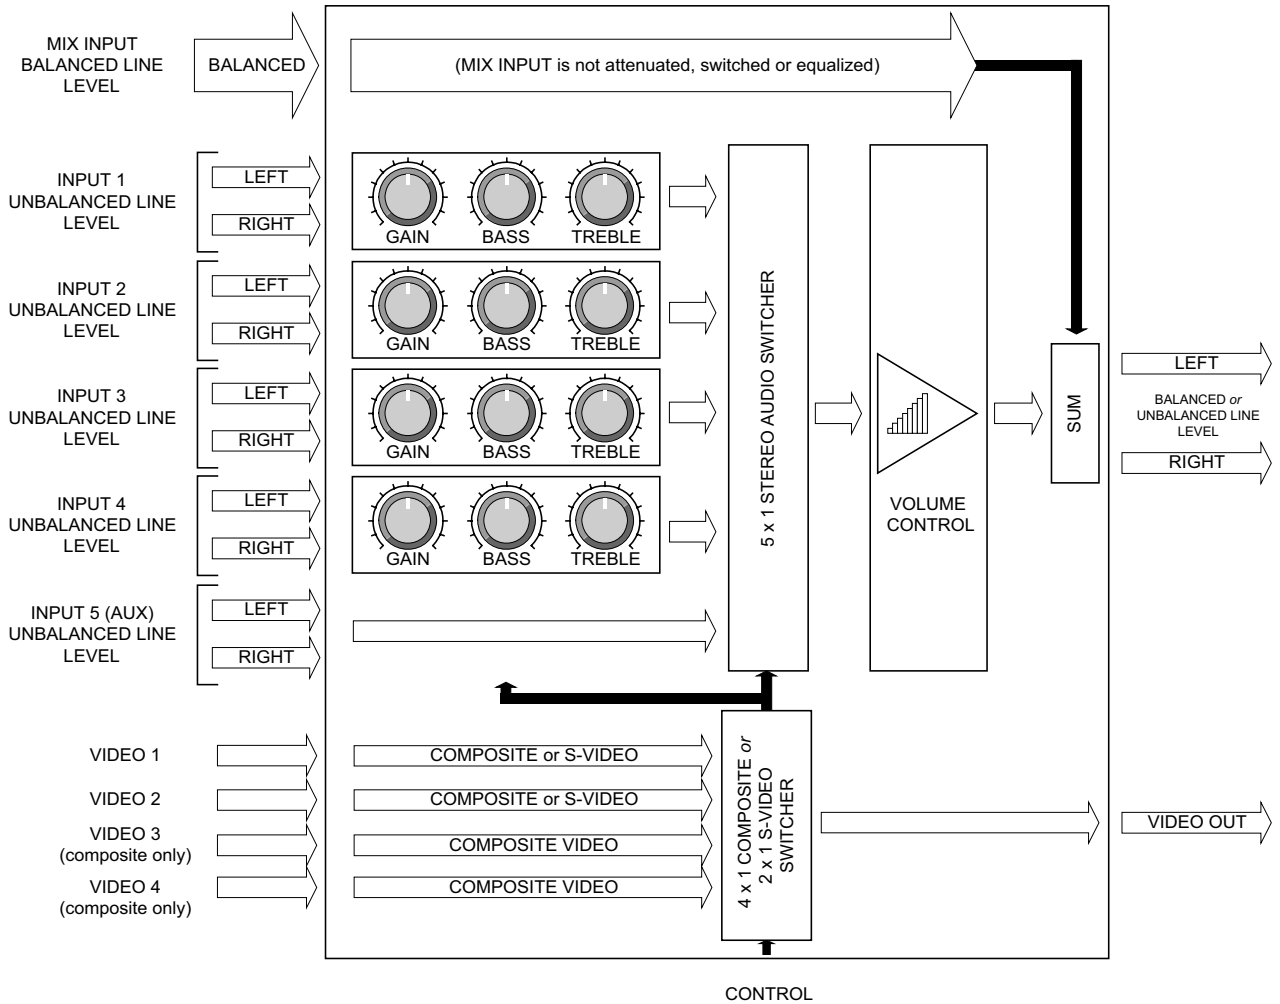 MIX INPUT
BALANCED LINE
LEVEL
BALANCED
(MIX INPUT is not attenuated, switched or equalized)
INPUT 1
UNBALANCED LINE
LEVEL
LEFT
RIGHT
GAIN
BASS
TREBLE
INPUT 2
UNBALANCED LINE
LEVEL
LEFT
RIGHT
GAIN
BASS
TREBLE
INPUT 3
UNBALANCED LINE
LEVEL
LEFT
RIGHT
GAIN
BASS
TREBLE
INPUT 4
UNBALANCED LINE
LEVEL
LEFT
RIGHT
GAIN
BASS
TREBLE
INPUT 5 (AUX)
UNBALANCED LINE
LEVEL
LEFT
RIGHT
5 x 1 STEREO AUDIO SWITCHER
VOLUME
CONTROL
SUM
LEFT
BALANCED or
UNBALANCED LINE
LEVEL
RIGHT
VIDEO 1
COMPOSITE or S-VIDEO
VIDEO 2
COMPOSITE or S-VIDEO
VIDEO 3
(composite only)
COMPOSITE VIDEO
VIDEO 4
(composite only)
COMPOSITE VIDEO
4 x 1 COMPOSITE or
2 x 1 S-VIDEO
SWITCHER
VIDEO OUT
CONTROL